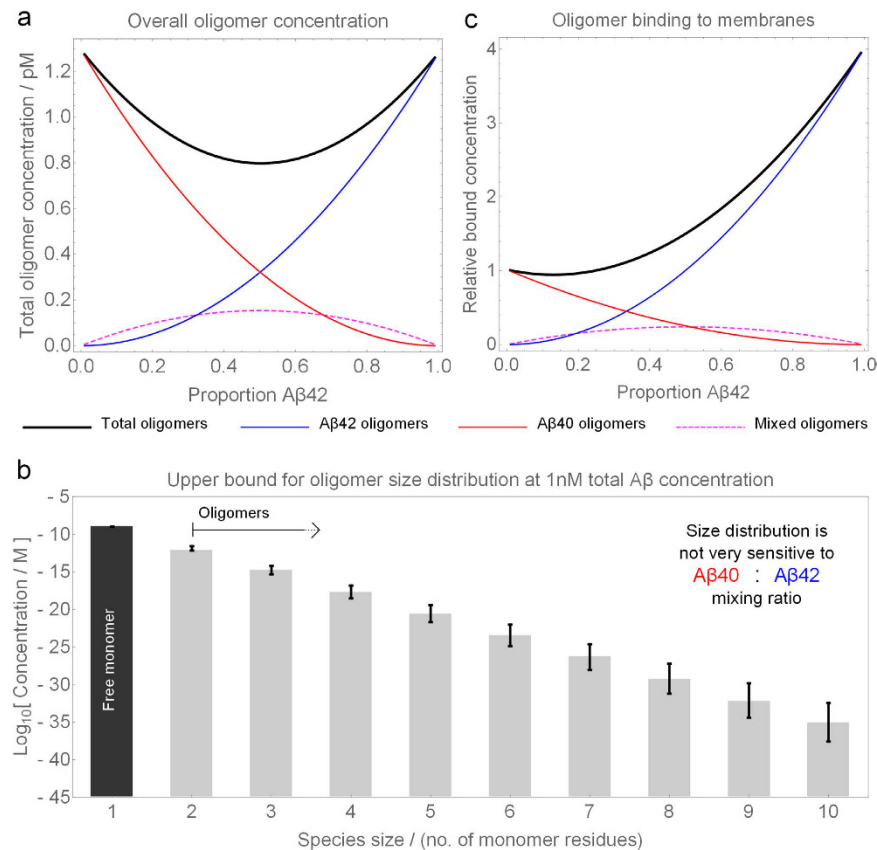 a
Overall oligomer concentration
Total oligomer concentration / pM
1.2
1.0
0.8
0.6
0.4
0.2
0.0
0.0 0.2 0.4 0.6 0.8 1.0
Proportion Aβ42
c
Oligomer binding to membranes
Relative bound concentration
4
3
2
1
0
0.0 0.2 0.4 0.6 0.8 1.0
Proportion Aβ42
Total oligomers Aβ42 oligomers Aβ40 oligomers Mixed oligomers
b
Upper bound for oligomer size distribution at 1nM total Aβ concentration
Log10[ Concentration / M ]
- 5
- 10
- 15
- 20
- 25
- 30
- 35
- 40
- 45
Free monomer
Oligomers
Size distribution is
not very sensitive to
Aβ40 : Aβ42
mixing ratio
1 2 3 4 5 6 7 8 9 10
Species size / (no. of monomer residues)